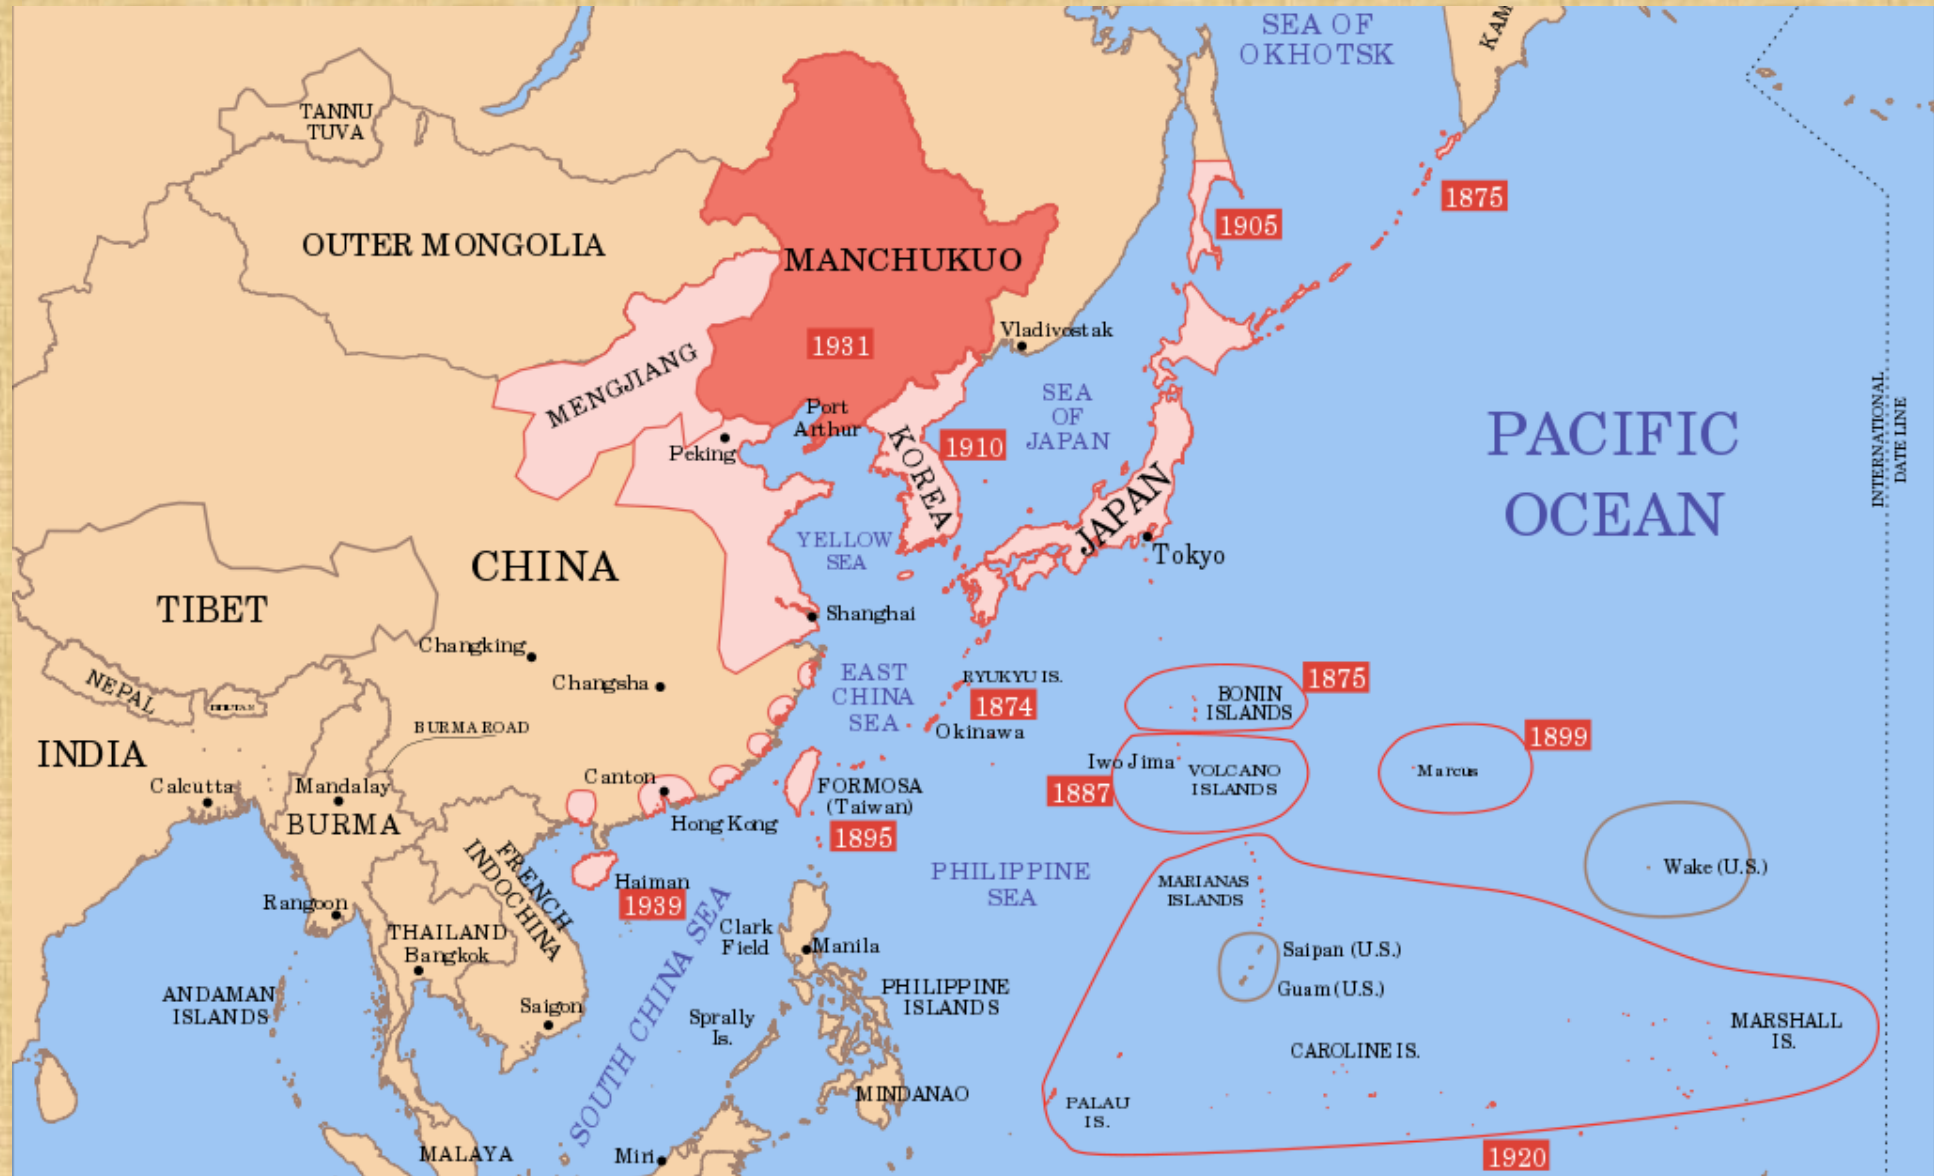 SEA OF
OKHOTSK
KAM
TANNU
TUVA
1875
1905
OUTER MONGOLIA
MANCHUKUO
Vladivostak
1931
MENGJIANG
SEA
OF
JAPAN
Port
Arthur
Peking
KOREA
1910
JAPAN
Tokyo
PACIFIC
OCEAN
INTERNATIONAL
DATE LINE
YELLOW
SEA
CHINA
TIBET
Shanghai
Changking
Changsha
NEPAL
BHUTAN
BURMA ROAD
INDIA
EAST
CHINA
SEA
RYUKYU IS.
1874
Okinawa
1875
BONIN
ISLANDS
1899
Marcus
Iwo Jima
VOLCANO
ISLANDS
1887
Calcutta
Mandalay
BURMA
Canton
Hong Kong
FORMOSA
(Taiwan)
1895
FRENCH
INDOCHINA
Haiman
1939
PHILIPPINE
SEA
MARIANAS
ISLANDS
Wake (U.S.)
Rangoon
THAILAND
Bangkok
Clark
Field
Manila
Saipan (U.S.)
Guam (U.S.)
ANDAMAN
ISLANDS
Saigon
SOUTH CHINA SEA
Sprally
Is.
PHILIPPINE
ISLANDS
MARSHALL
IS.
CAROLINE IS.
MINDANAO
PALAU
IS.
MALAYA
Miri
1920